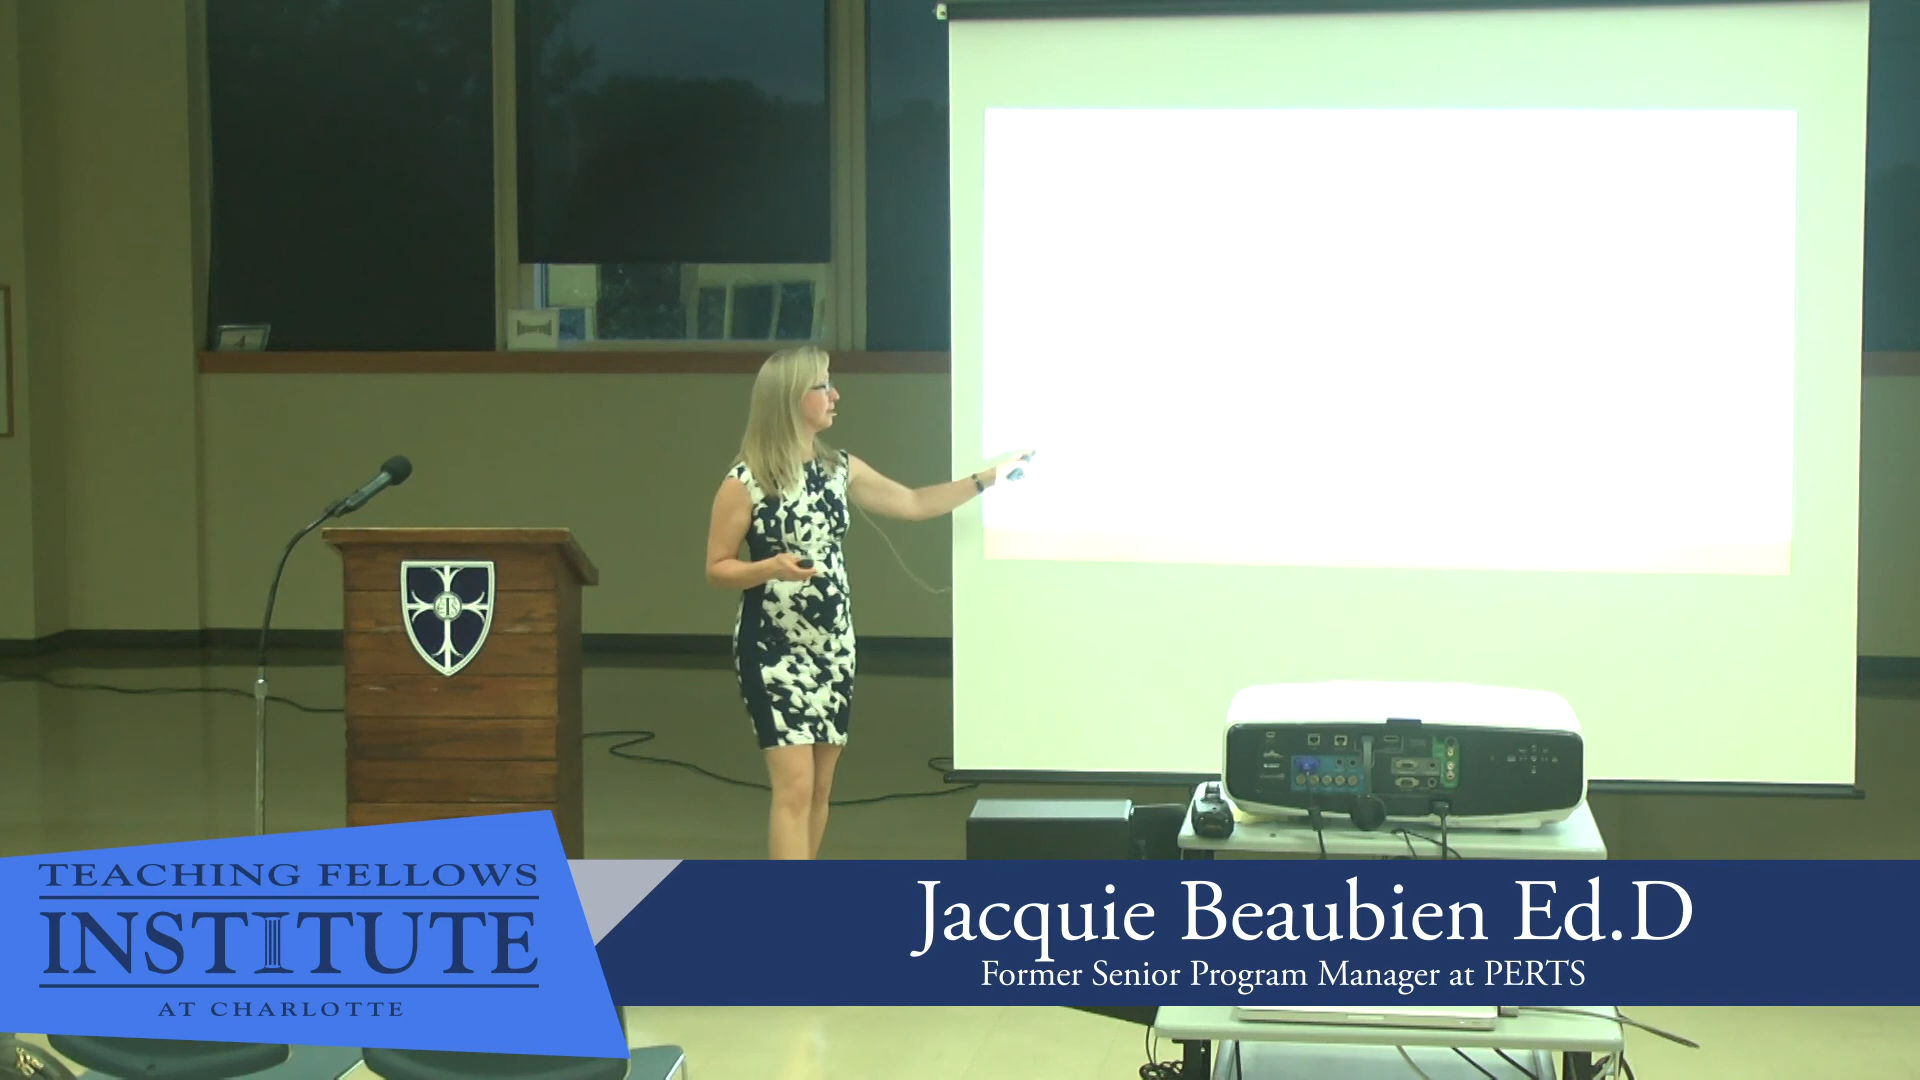 TEACHING FELLOWS
INSTITUTE
AT CHARLOTTE
Jacquie Beaubien Ed.D
Former Senior Program Manager at PERTS